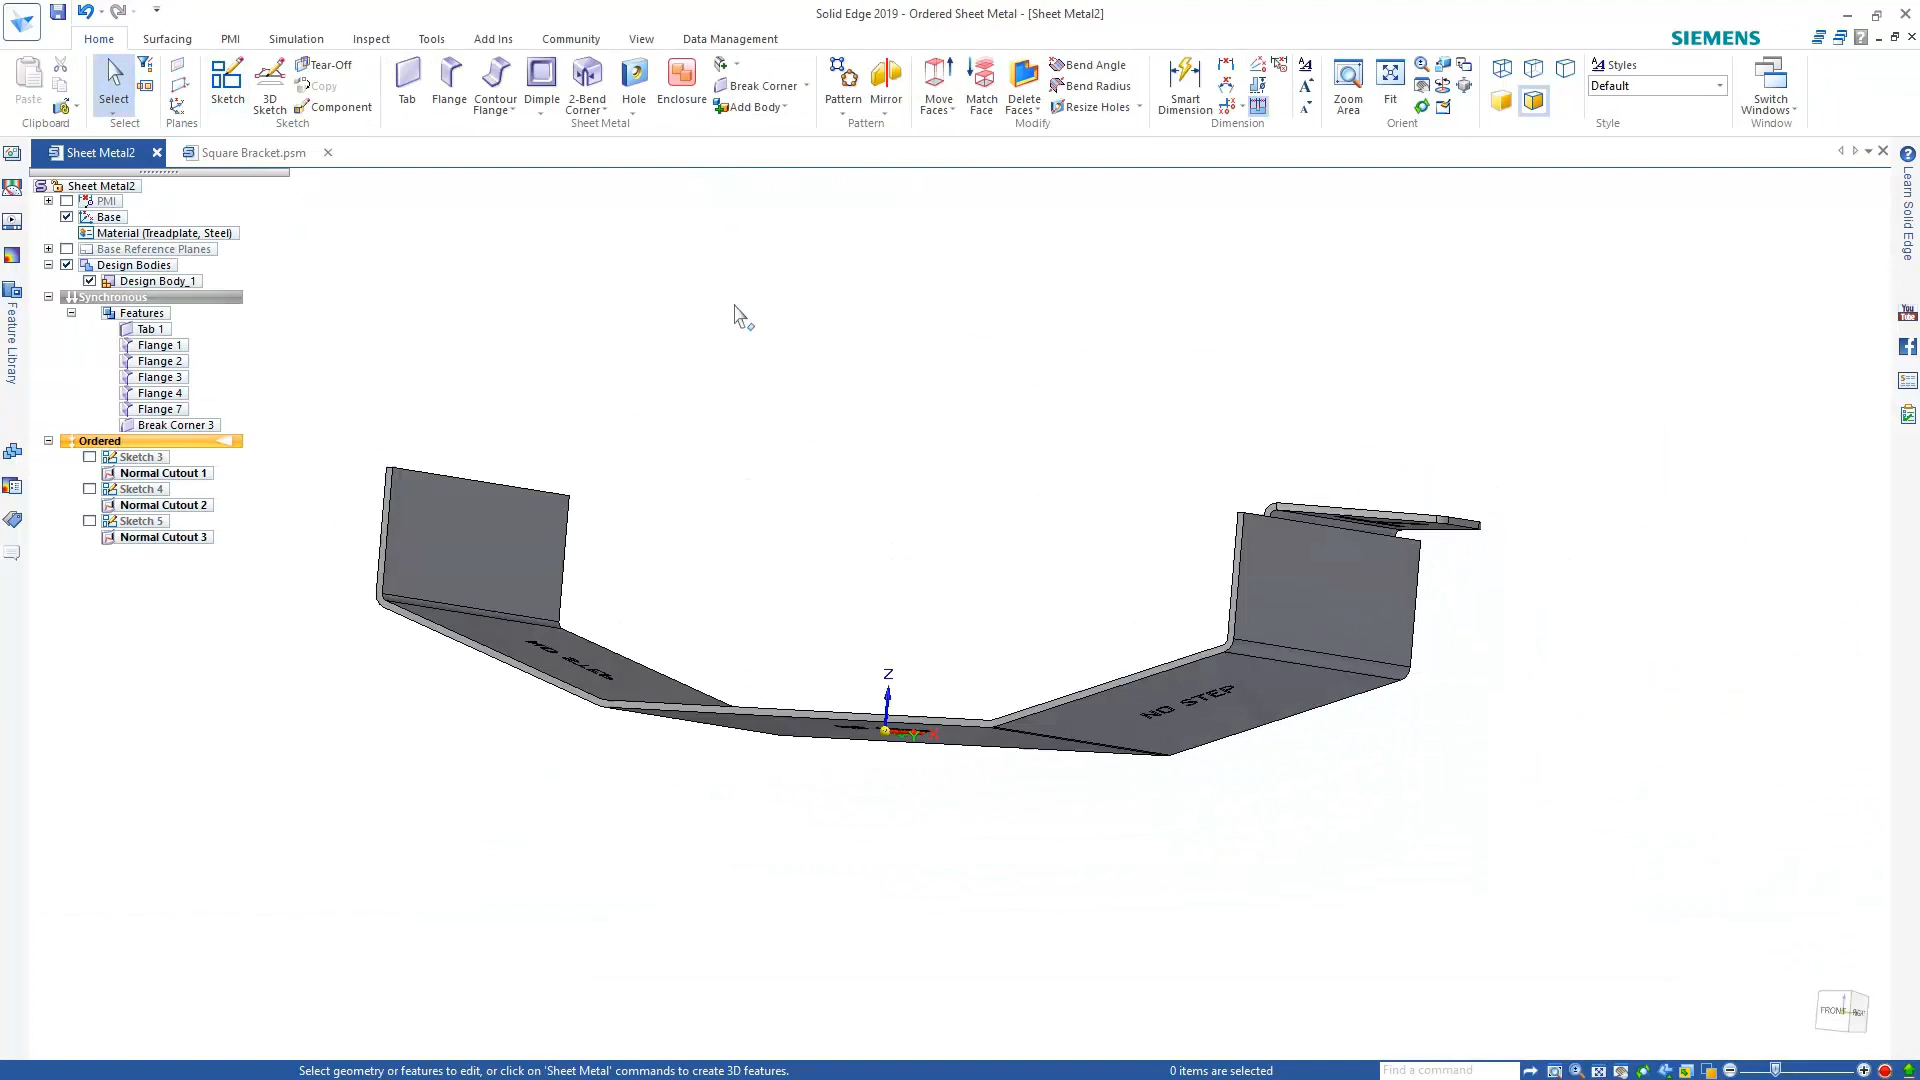 Solid Edge 2019 - Ordered Sheet Metal - [Sheet Metal2]
Home Surfacing PMI Simulation Inspect Tools Add Ins Community View Data Management
SIEMENS
Paste
Clipboard
Select
Select
Planes
Sketch
3D Sketch
Tear-Off
Copy
Component
Sketch
Tab
Flange
Contour Flange
Dimple
2-Bend Corner
Hole
Enclosure
Break Corner
Add Body
Sheet Metal
Pattern
Mirror
Pattern
Move Faces
Match Face
Delete Faces
Bend Angle
Bend Radius
Resize Holes
Modify
Smart Dimension
Dimension
Zoom Area
Fit
Orient
Styles
Default
Style
Switch Windows
Window
Sheet Metal2
Square Bracket.psm
Sheet Metal2
PMI
Base
Material (Treadplate, Steel)
Base Reference Planes
Design Bodies
Design Body_1
Synchronous
Features
Tab 1
Flange 1
Flange 2
Flange 3
Flange 4
Flange 7
Break Corner 3
Ordered
Sketch 3
Normal Cutout 1
Sketch 4
Normal Cutout 2
Sketch 5
Normal Cutout 3
Feature Library
Learn Solid Edge
You Tube
NO STEP
NO STEP
Z
Y
X
FRONT
RIGHT
Select geometry or features to edit, or click on 'Sheet Metal' commands to create 3D features.
0 items are selected
Find a command